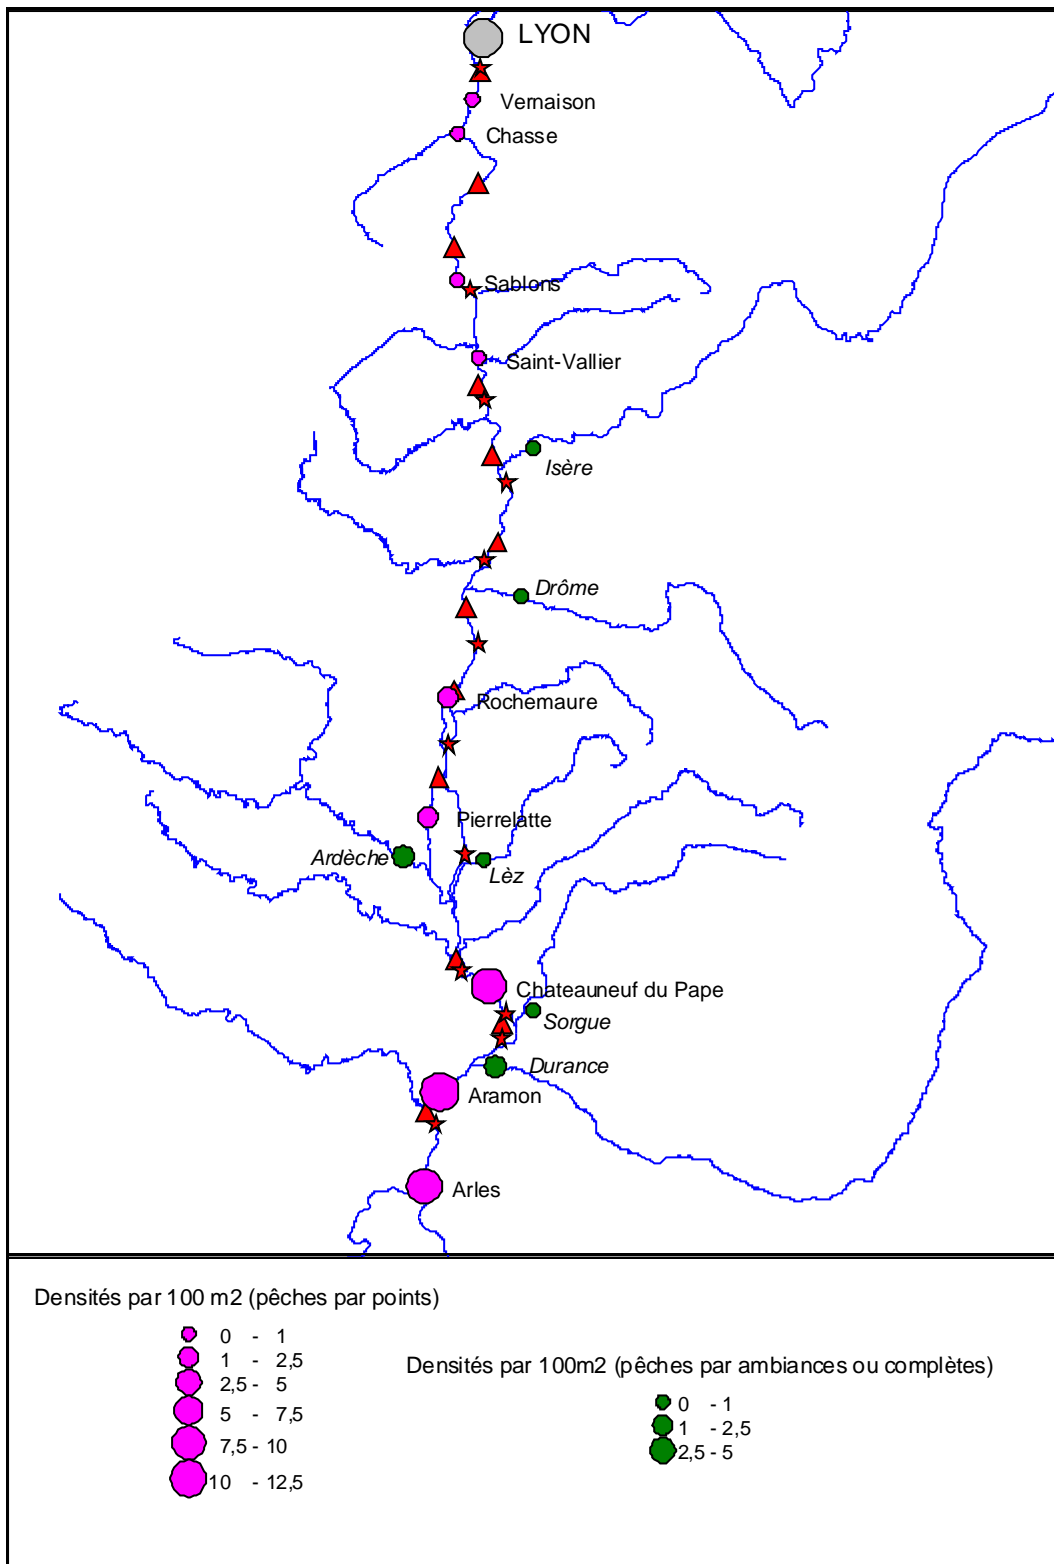 LYON
Vernaison
Chasse
Sablons
Saint-Vallier
Isère
Drôme
Rochemaure
Pierrelatte
Ardèche
Lèz
Chateauneuf du Pape
Sorgue
Durance
Aramon
Arles
Densités par 100 m2 (pêches par points)
0 - 1
1 - 2,5
2,5 - 5
5 - 7,5
7,5 - 10
10 - 12,5
Densités par 100m2 (pêches par ambiances ou complètes)
0 - 1
1 - 2,5
2,5 - 5